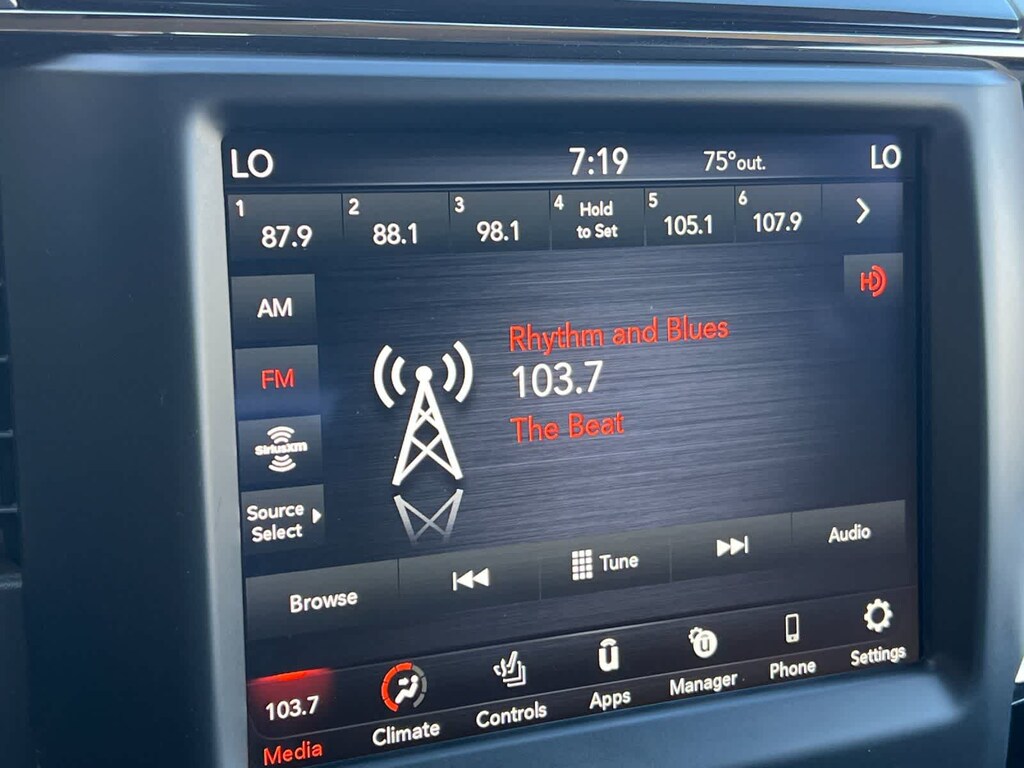 LO 7:19 75°out. LO
1 87.9 2 88.1 3 98.1 4 Hold to Set 5 105.1 6 107.9
HD
AM
FM
SiriusXM
Source
Select
Rhythm and Blues
103.7
The Beat
Browse Tune Audio
103.7 Climate Controls Apps Manager Phone Settings
Media